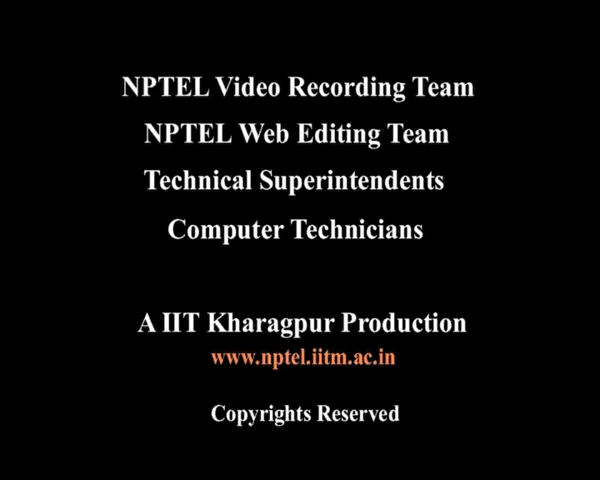 NPTEL Video Recording Team
NPTEL Web Editing Team
Technical Superintendents
Computer Technicians
A IIT Kharagpur Production
www.nptel.iitm.ac.in
Copyrights Reserved